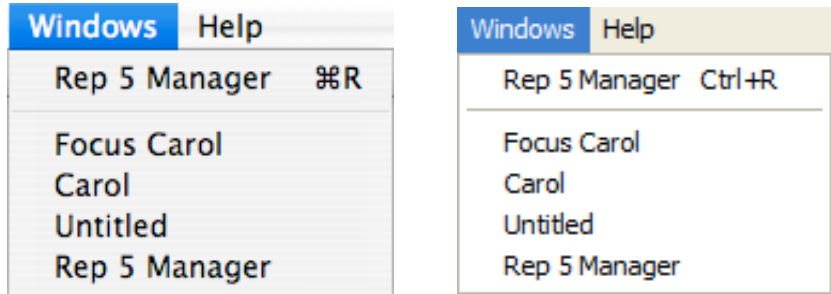 Windows Help
Rep 5 Manager ⌘R
Focus Carol
Carol
Untitled
Rep 5 Manager
Windows Help
Rep 5 Manager Ctrl+R
Focus Carol
Carol
Untitled
Rep 5 Manager